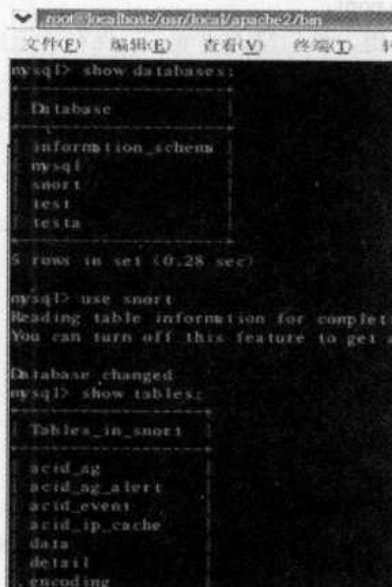 root@localhost:/usr/local/apache2/bin
文件(F) 编辑(E) 查看(V) 终端(T)
mysql> show databases;
Database
information_schema
mysql
snort
test
testa
5 rows in set (0.28 sec)
mysql> use snort
Reading table information for complet
You can turn off this feature to get a
Database changed
mysql> show tables;
Tables_in_snort
acid_ag
acid_ag_alert
acid_event
acid_ip_cache
data
detail
encoding